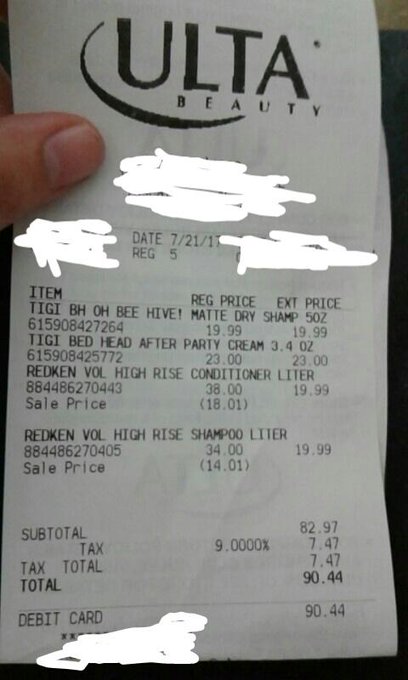 ULTA
BEAUTY
DATE 7/21/17
REG 5
ITEM REG PRICE EXT PRICE
TIGI BH OH BEE HIVE! MATTE DRY SHAMP 5OZ
615908427264 19.99 19.99
TIGI BED HEAD AFTER PARTY CREAM 3.4 OZ
615908425772 23.00 23.00
REDKEN VOL HIGH RISE CONDITIONER LITER
884486270443 38.00 19.99
Sale Price (18.01)
REDKEN VOL HIGH RISE SHAMPOO LITER
884486270405 34.00 19.99
Sale Price (14.01)
SUBTOTAL 82.97
TAX 9.0000% 7.47
TAX TOTAL 7.47
TOTAL 90.44
DEBIT CARD 90.44